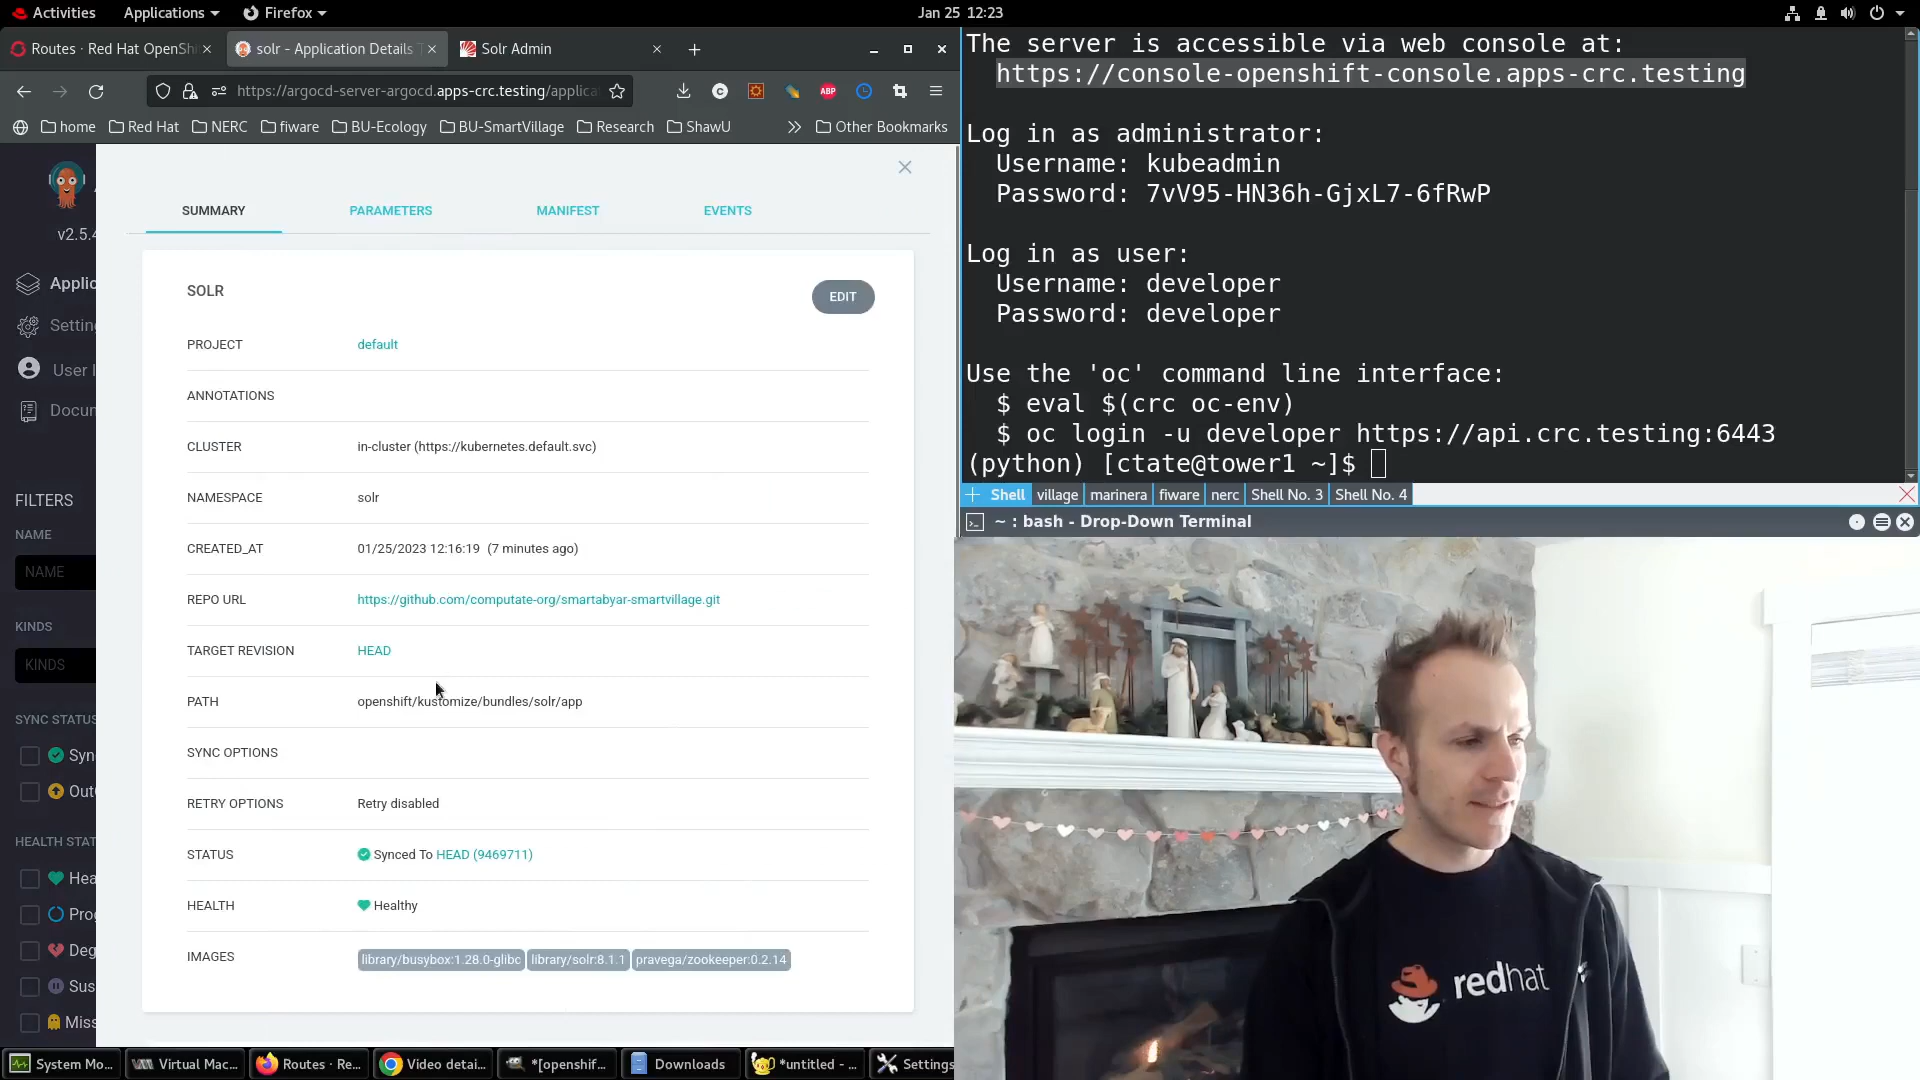 Activities
Applications
Firefox
Jan 25 12:23
Routes · Red Hat OpenShi
solr - Application Details T
Solr Admin
https://argocd-server-argocd.apps-crc.testing/applica
ABP
home
Red Hat
NERC
fiware
BU-Ecology
BU-SmartVillage
Research
ShawU
Other Bookmarks
v2.5.4
Applic
Setting
User I
Docum
FILTERS
NAME
NAME
KINDS
KINDS
SYNC STATUS
Syn
Out
HEALTH STAT
Hea
Prog
Deg
Sus
Miss
SUMMARY
PARAMETERS
MANIFEST
EVENTS
SOLR
EDIT
PROJECT default
ANNOTATIONS
CLUSTER in-cluster (https://kubernetes.default.svc)
NAMESPACE solr
CREATED_AT 01/25/2023 12:16:19 (7 minutes ago)
REPO URL https://github.com/computate-org/smartabyar-smartvillage.git
TARGET REVISION HEAD
PATH openshift/kustomize/bundles/solr/app
SYNC OPTIONS
RETRY OPTIONS Retry disabled
STATUS Synced To HEAD (9469711)
HEALTH Healthy
IMAGES library/busybox:1.28.0-glibc library/solr:8.1.1 pravega/zookeeper:0.2.14
The server is accessible via web console at:
https://console-openshift-console.apps-crc.testing
Log in as administrator:
Username: kubeadmin
Password: 7vV95-HN36h-GjxL7-6fRwP
Log in as user:
Username: developer
Password: developer
Use the 'oc' command line interface:
$ eval $(crc oc-env)
$ oc login -u developer https://api.crc.testing:6443
(python) [ctate@tower1 ~]$
Shell
village
marinera
fiware
nerc
Shell No. 3
Shell No. 4
~ : bash - Drop-Down Terminal
redhat
System Mo...
Virtual Mac...
Routes · Re...
Video detai...
*[openshif...
Downloads
*untitled - ...
Settings